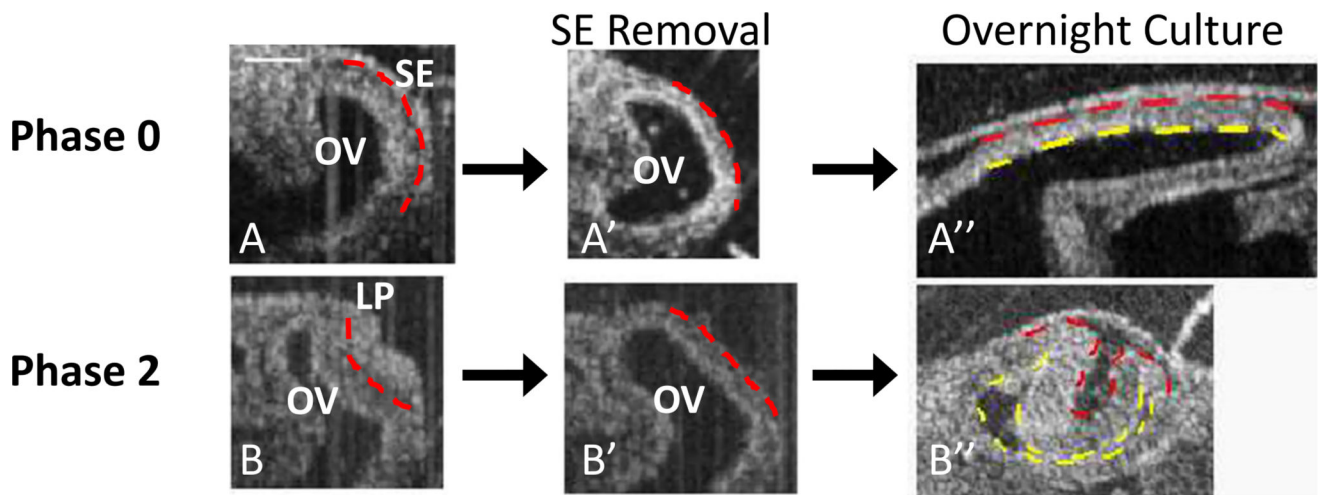 SE Removal
Overnight Culture
Phase 0
SE
OV
A
OV
A’
A’’
Phase 2
LP
OV
B
OV
B’
B’’